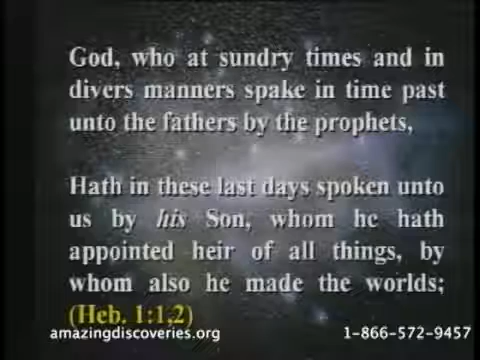 God, who at sundry times and in
divers manners spake in time past
unto the fathers by the prophets,
Hath in these last days spoken unto
us by his Son, whom he hath
appointed heir of all things, by
whom also he made the worlds;
(Heb. 1:1,2)
amazingdiscoveries.org 1-866-572-9457